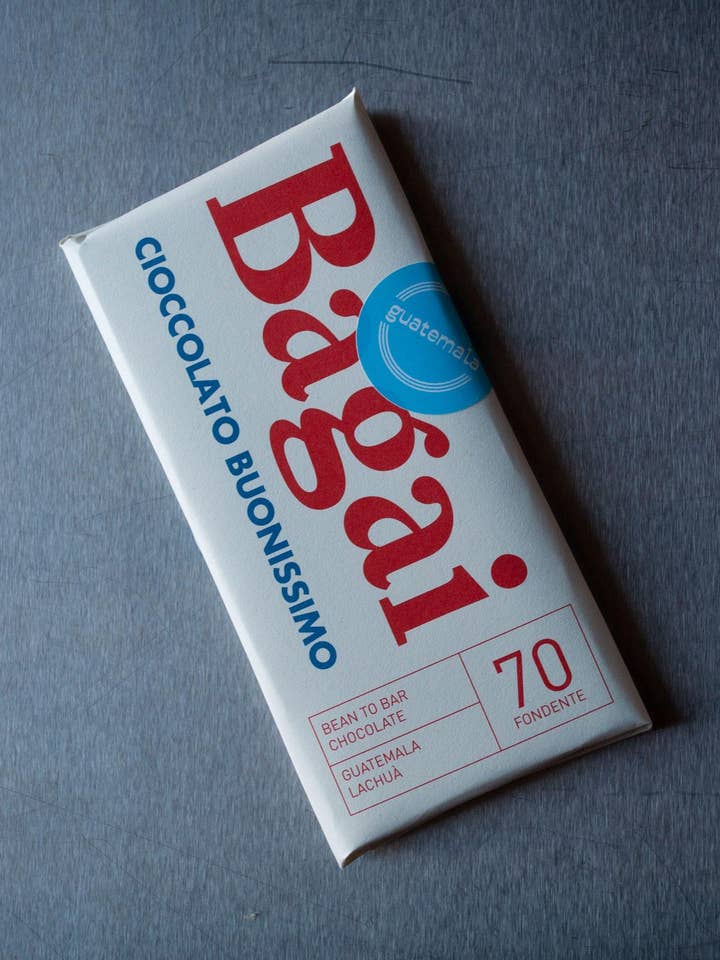 Bagai
guatemala
CIOCCOLATO BUONISSIMO
BEAN TO BAR
CHOCOLATE
GUATEMALA
LACHUÀ
70
FONDENTE